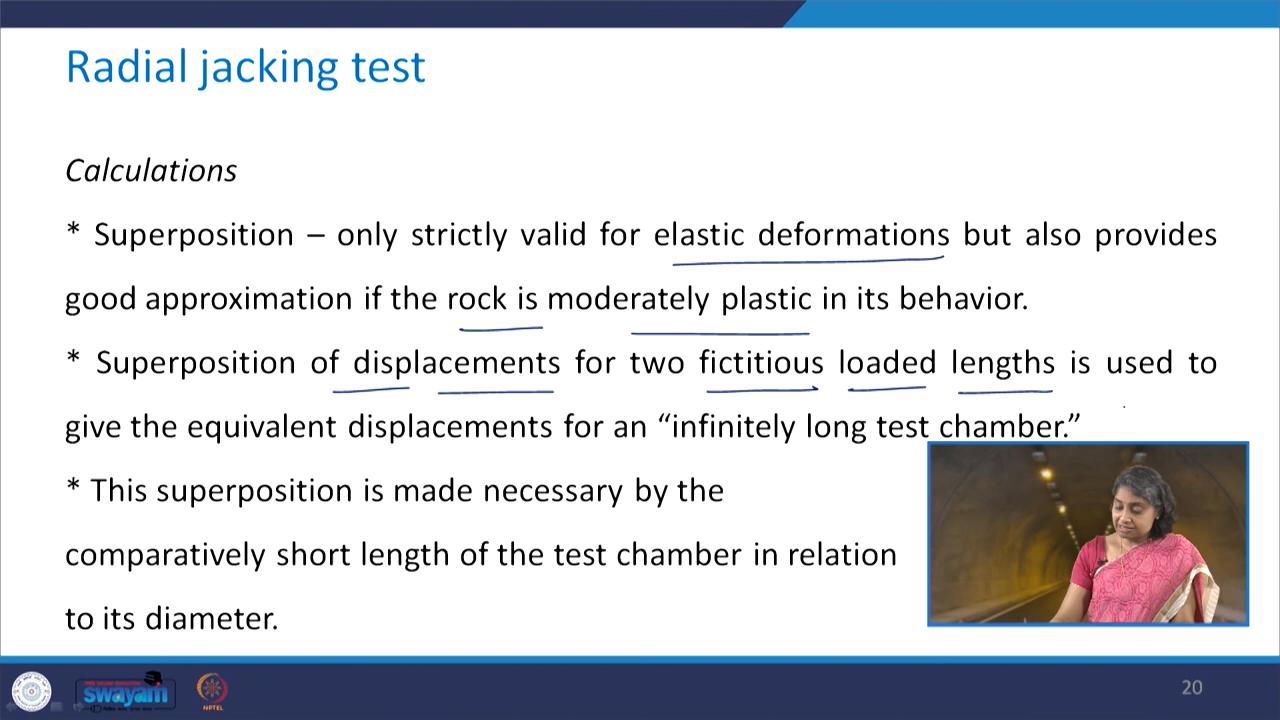 Radial jacking test
Calculations
* Superposition – only strictly valid for elastic deformations but also provides
good approximation if the rock is moderately plastic in its behavior.
* Superposition of displacements for two fictitious loaded lengths is used to
give the equivalent displacements for an “infinitely long test chamber.”
* This superposition is made necessary by the
comparatively short length of the test chamber in relation
to its diameter.
swayam
NPTEL
20